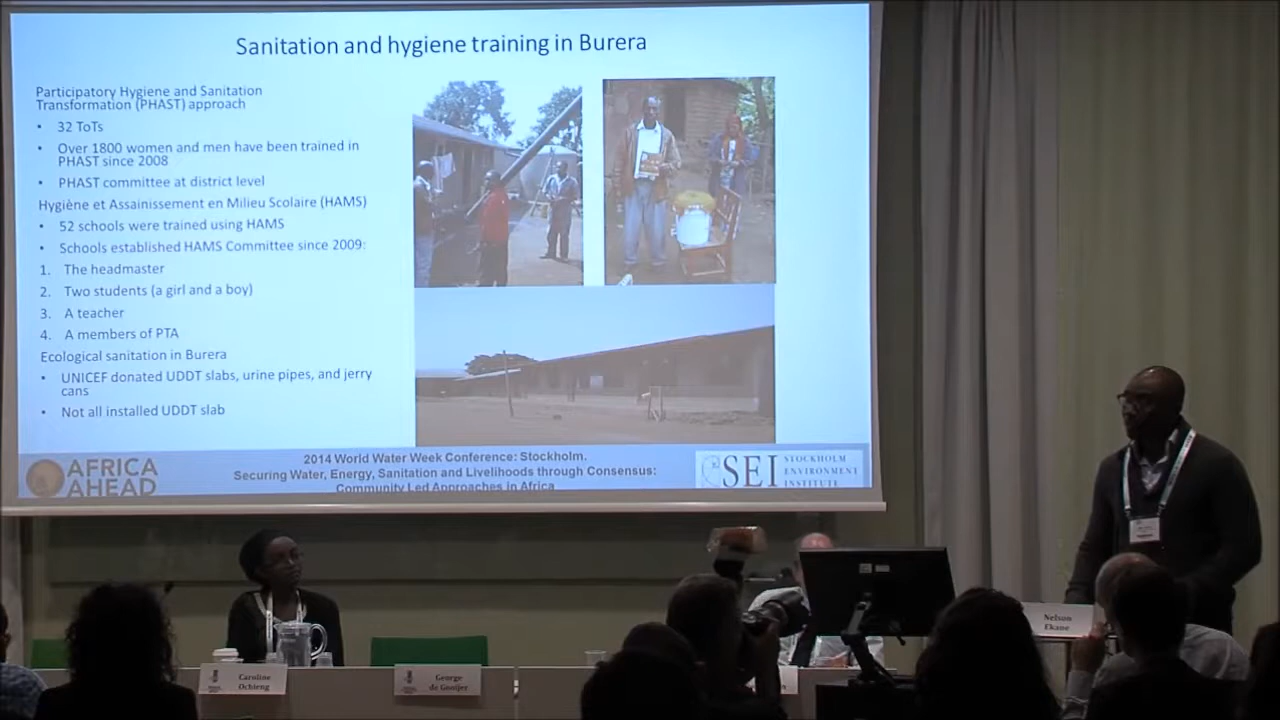 Sanitation and hygiene training in Burera
Participatory Hygiene and Sanitation
Transformation (PHAST) approach
• 32 ToTs
• Over 1800 women and men have been trained in
PHAST since 2008
• PHAST committee at district level
Hygiène et Assainissement en Milieu Scolaire (HAMS)
• 52 schools were trained using HAMS
• Schools established HAMS Committee since 2009:
1. The headmaster
2. Two students (a girl and a boy)
3. A teacher
4. A members of PTA
Ecological sanitation in Burera
• UNICEF donated UDDT slabs, urine pipes, and jerry
cans
• Not all installed UDDT slab
AFRICA
AHEAD
2014 World Water Week Conference: Stockholm.
Securing Water, Energy, Sanitation and Livelihoods through Consensus:
Community Led Approaches in Africa
SEI
STOCKHOLM
ENVIRONMENT
INSTITUTE
Caroline
Ochieng
George
de Gooijer
Nelson
Ekane